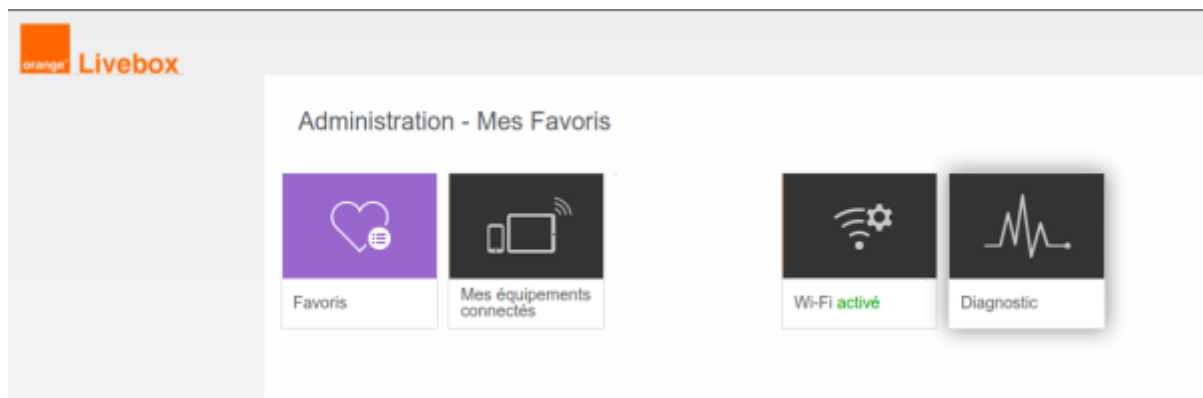 orange
Livebox
Administration - Mes Favoris
Favoris
Mes équipements
connectés
Wi-Fi activé
Diagnostic